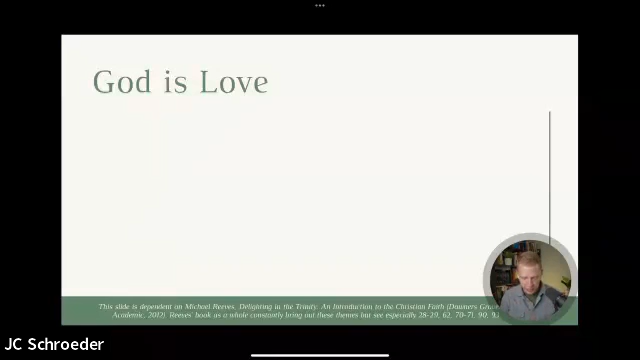 God is Love
This slide is dependent on Michael Reeves, Delighting in the Trinity: An Introduction to the Christian Faith (Downers
Academic, 2012). Reeves' book as a whole constantly bring out these themes but see especially 28-29, 62, 70-71, 90,
JC Schroeder